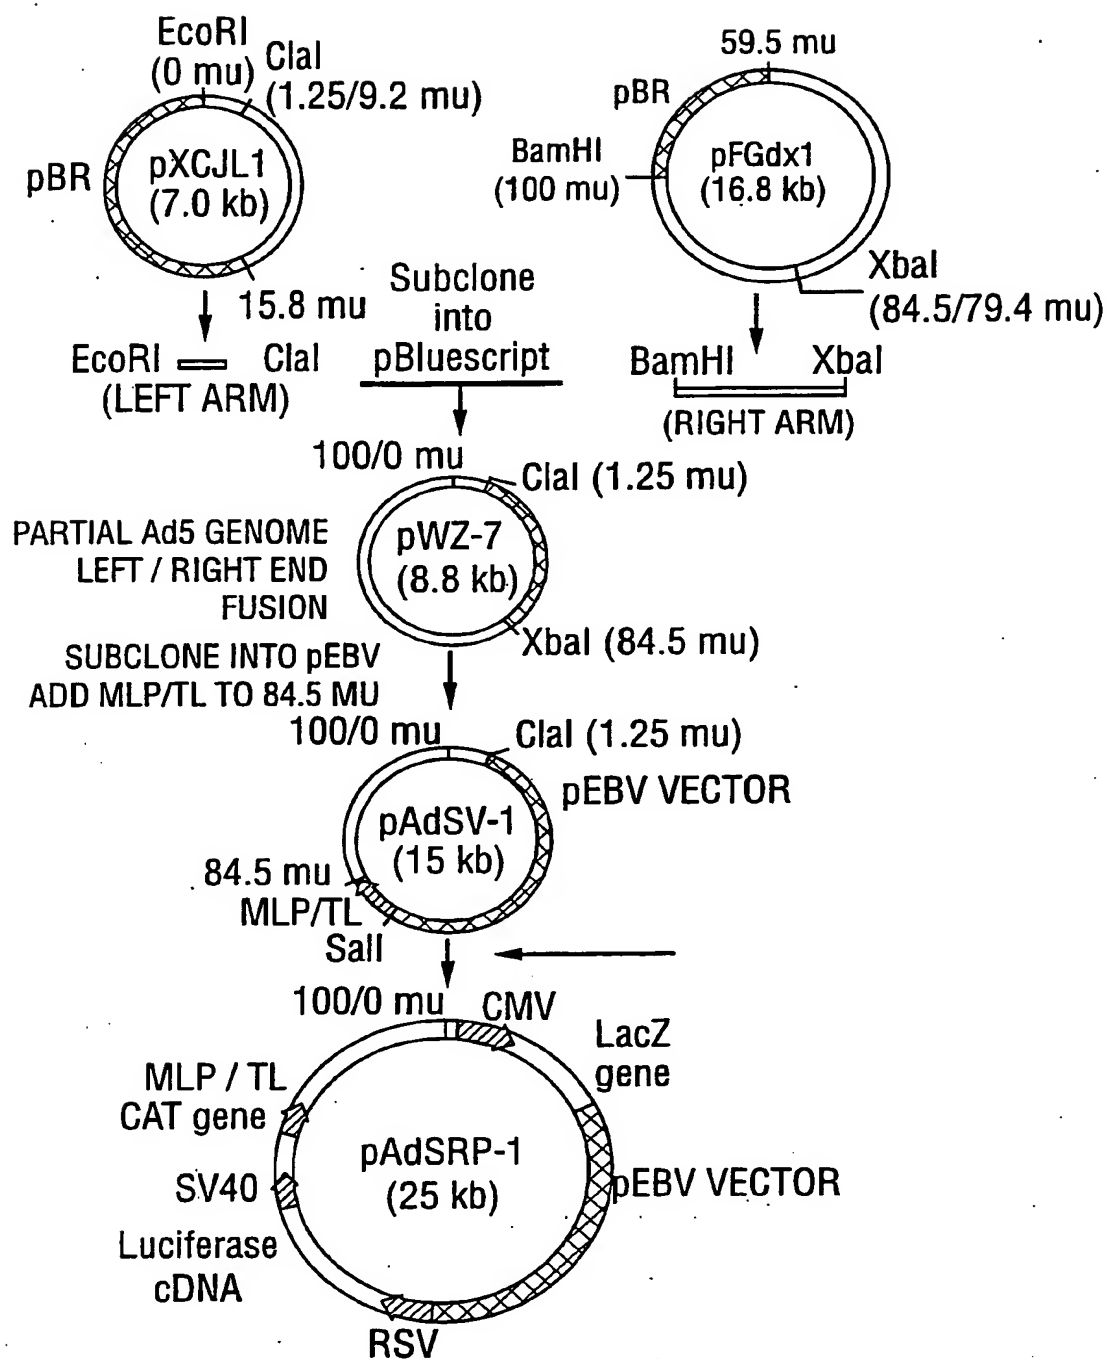 EcoRI
(0 mu)
ClaI
(1.25/9.2 mu)
pBR
pXCJL1
(7.0 kb)
15.8 mu
EcoRI
ClaI
(LEFT ARM)
59.5 mu
pBR
BamHI
(100 mu)
pFGdx1
(16.8 kb)
XbaI
(84.5/79.4 mu)
BamHI
XbaI
(RIGHT ARM)
Subclone
into
pBluescript
100/0 mu
ClaI (1.25 mu)
PARTIAL Ad5 GENOME
LEFT / RIGHT END
FUSION
pWZ-7
(8.8 kb)
XbaI (84.5 mu)
SUBCLONE INTO pEBV
ADD MLP/TL TO 84.5 MU
100/0 mu
ClaI (1.25 mu)
pEBV VECTOR
pAdSV-1
(15 kb)
84.5 mu
MLP/TL
SalI
100/0 mu
CMV
LacZ
gene
MLP / TL
CAT gene
pAdSRP-1
(25 kb)
SV40
pEBV VECTOR
Luciferase
cDNA
RSV